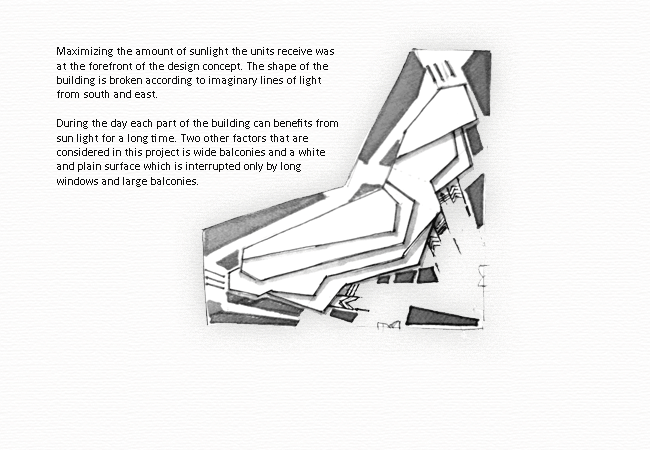 Maximizing the amount of sunlight the units receive was
at the forefront of the design concept. The shape of the
building is broken according to imaginary lines of light
from south and east.
During the day each part of the building can benefits from
sun light for a long time. Two other factors that are
considered in this project is wide balconies and a white
and plain surface which is interrupted only by long
windows and large balconies.